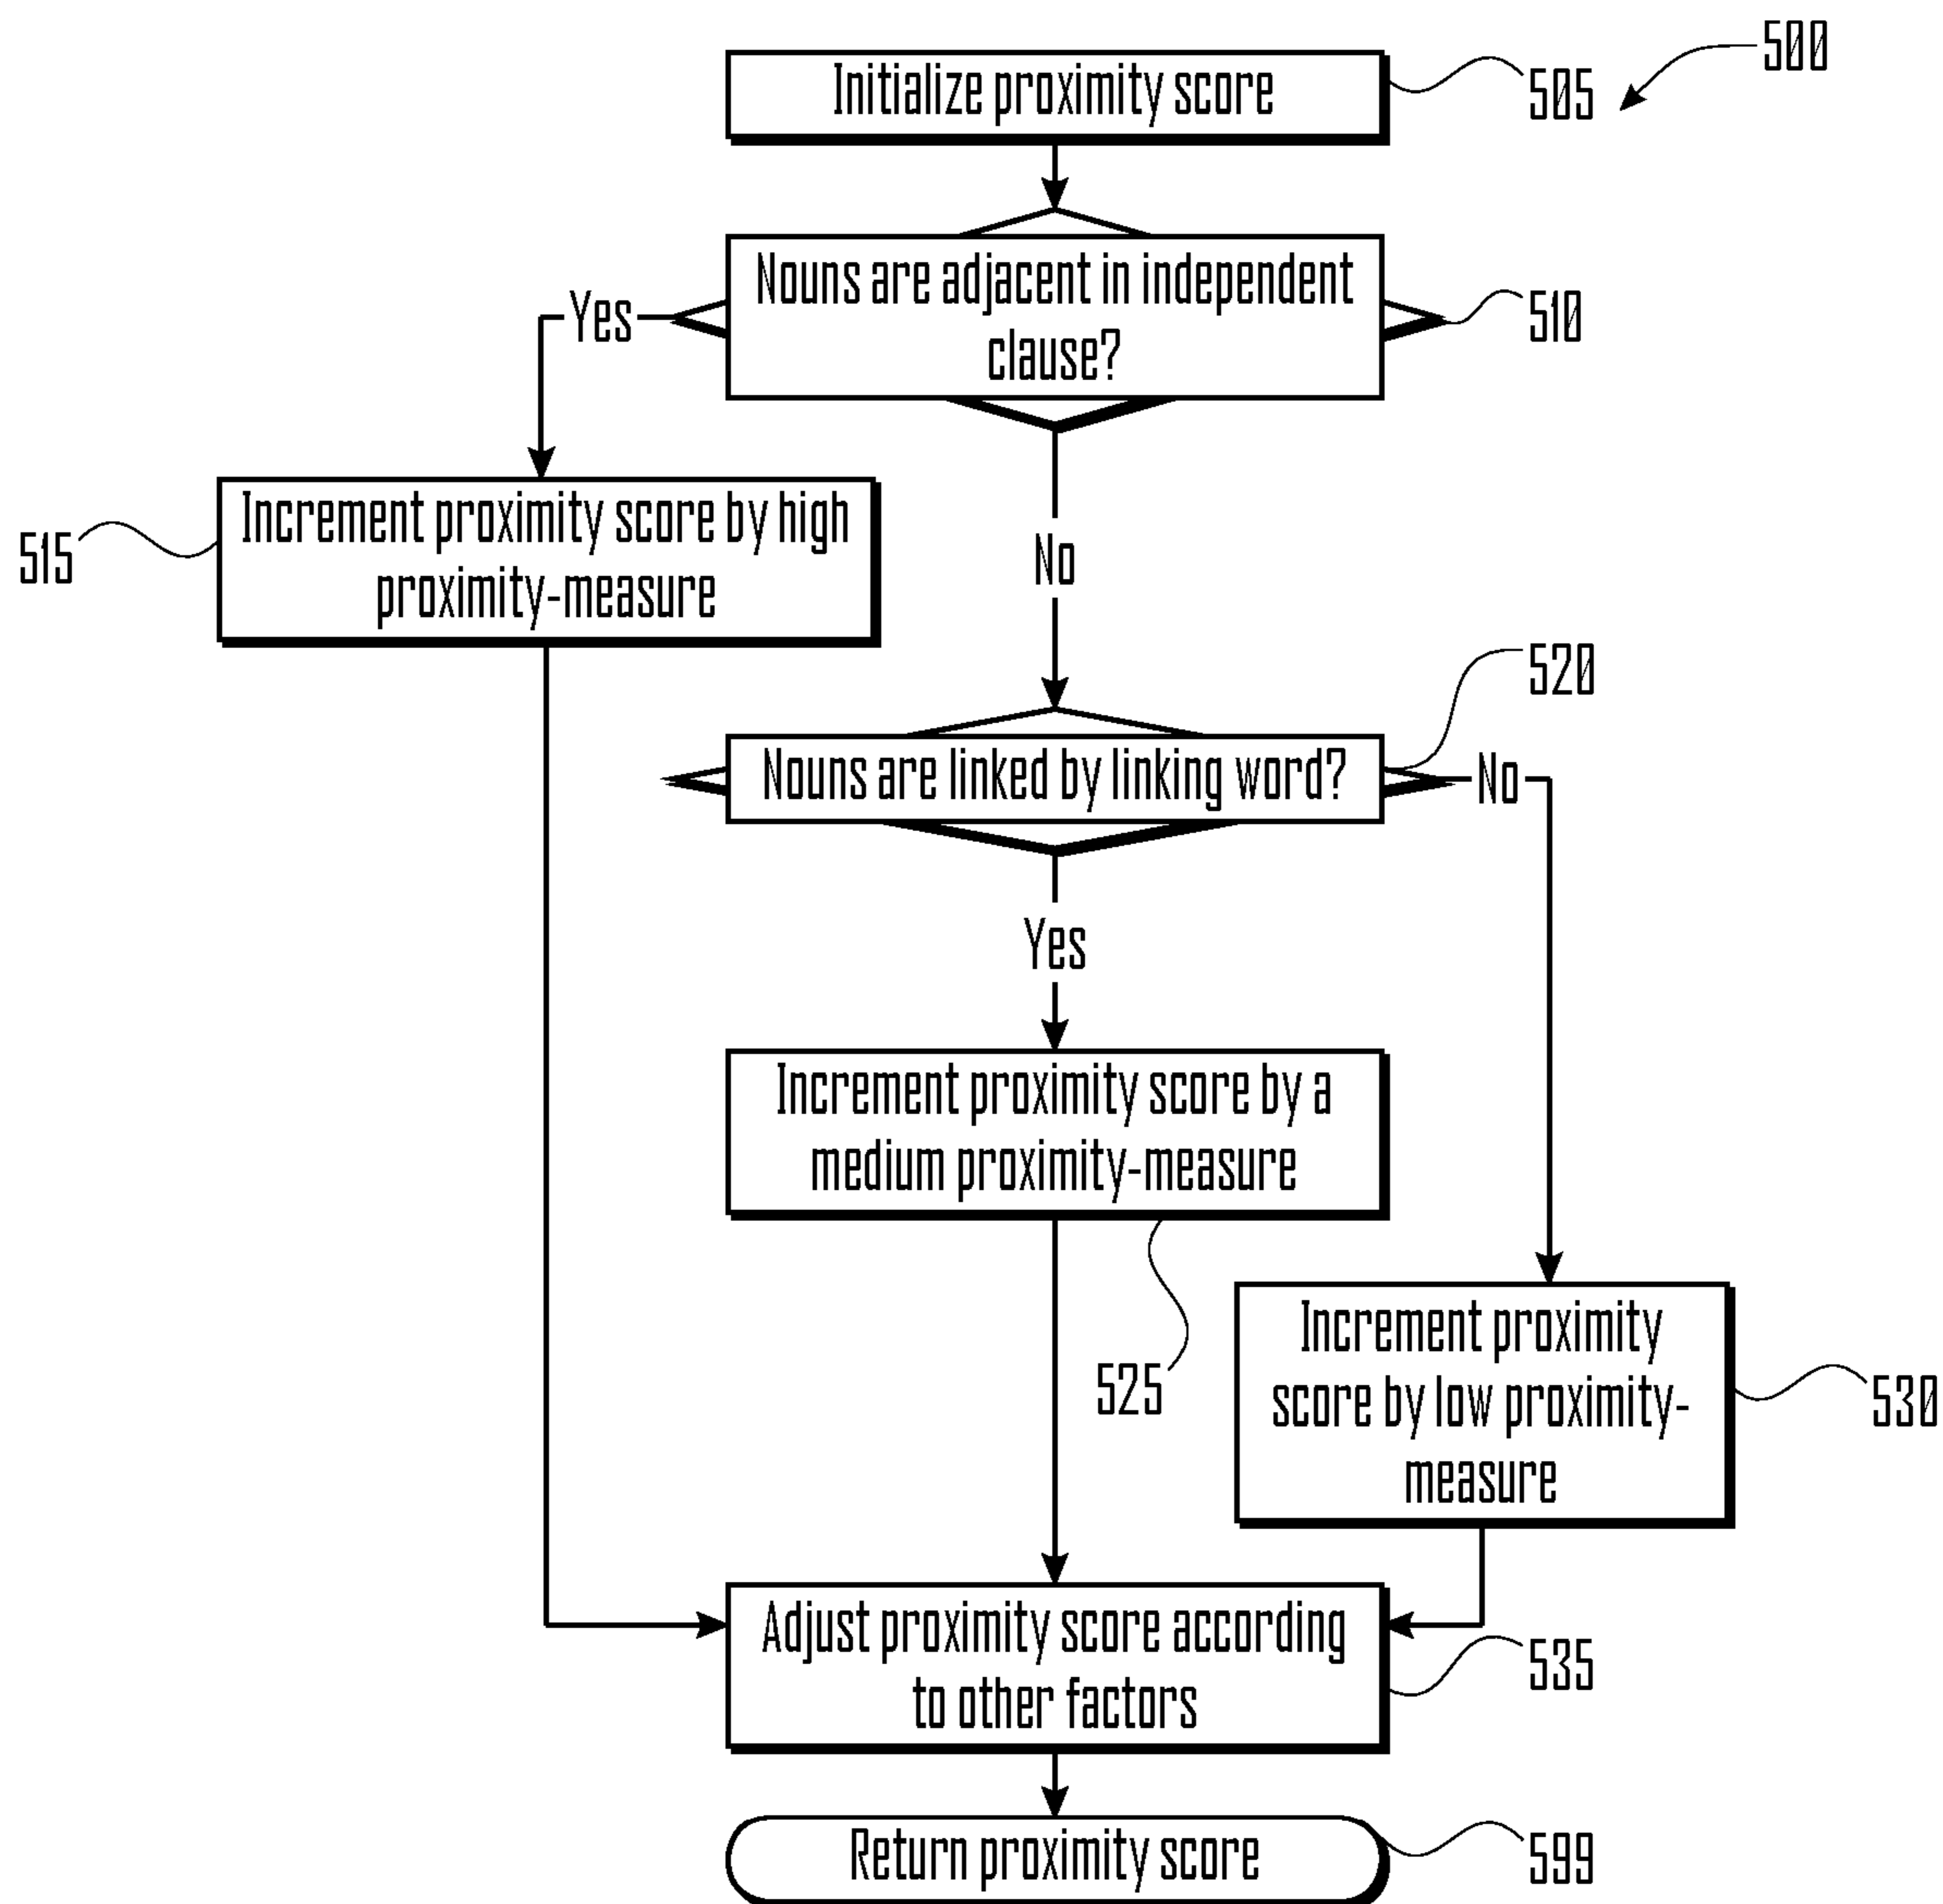 500
Initialize proximity score
505
Nouns are adjacent in independent
clause?
510
Yes
Increment proximity score by high
proximity-measure
515
No
520
Nouns are linked by linking word?
No
Yes
Increment proximity score by a
medium proximity-measure
525
Increment proximity
score by low proximity-
measure
530
Adjust proximity score according
to other factors
535
Return proximity score
599